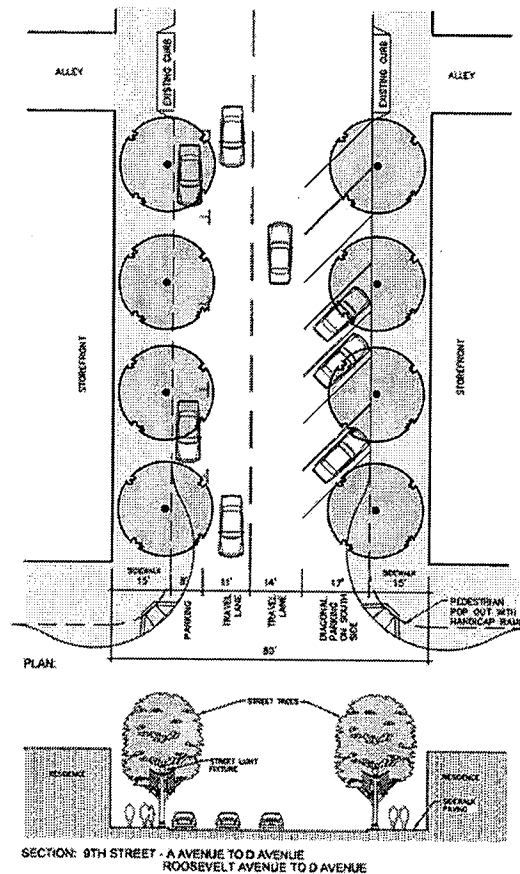 ALLEY
EXISTING CURB
EXISTING CURB
ALLEY
STOREFRONT
STOREFRONT
SIDEWALK
15'
8'
PARKING
11'
TRAVEL
LANE
14'
TRAVEL
LANE
17'
DIAGONAL
PARKING
ON SOUTH
SIDE
SIDEWALK
15'
80'
PEDESTRIAN
POP OUT WITH
HANDICAP
PLAN:
STREET TREES
STREET LIGHT
FIXTURE
RESIDENCE
RESIDENCE
SIDEWALK
PAVING
SECTION: 9TH STREET - A AVENUE TO D AVENUE
ROOSEVELT AVENUE TO D AVENUE